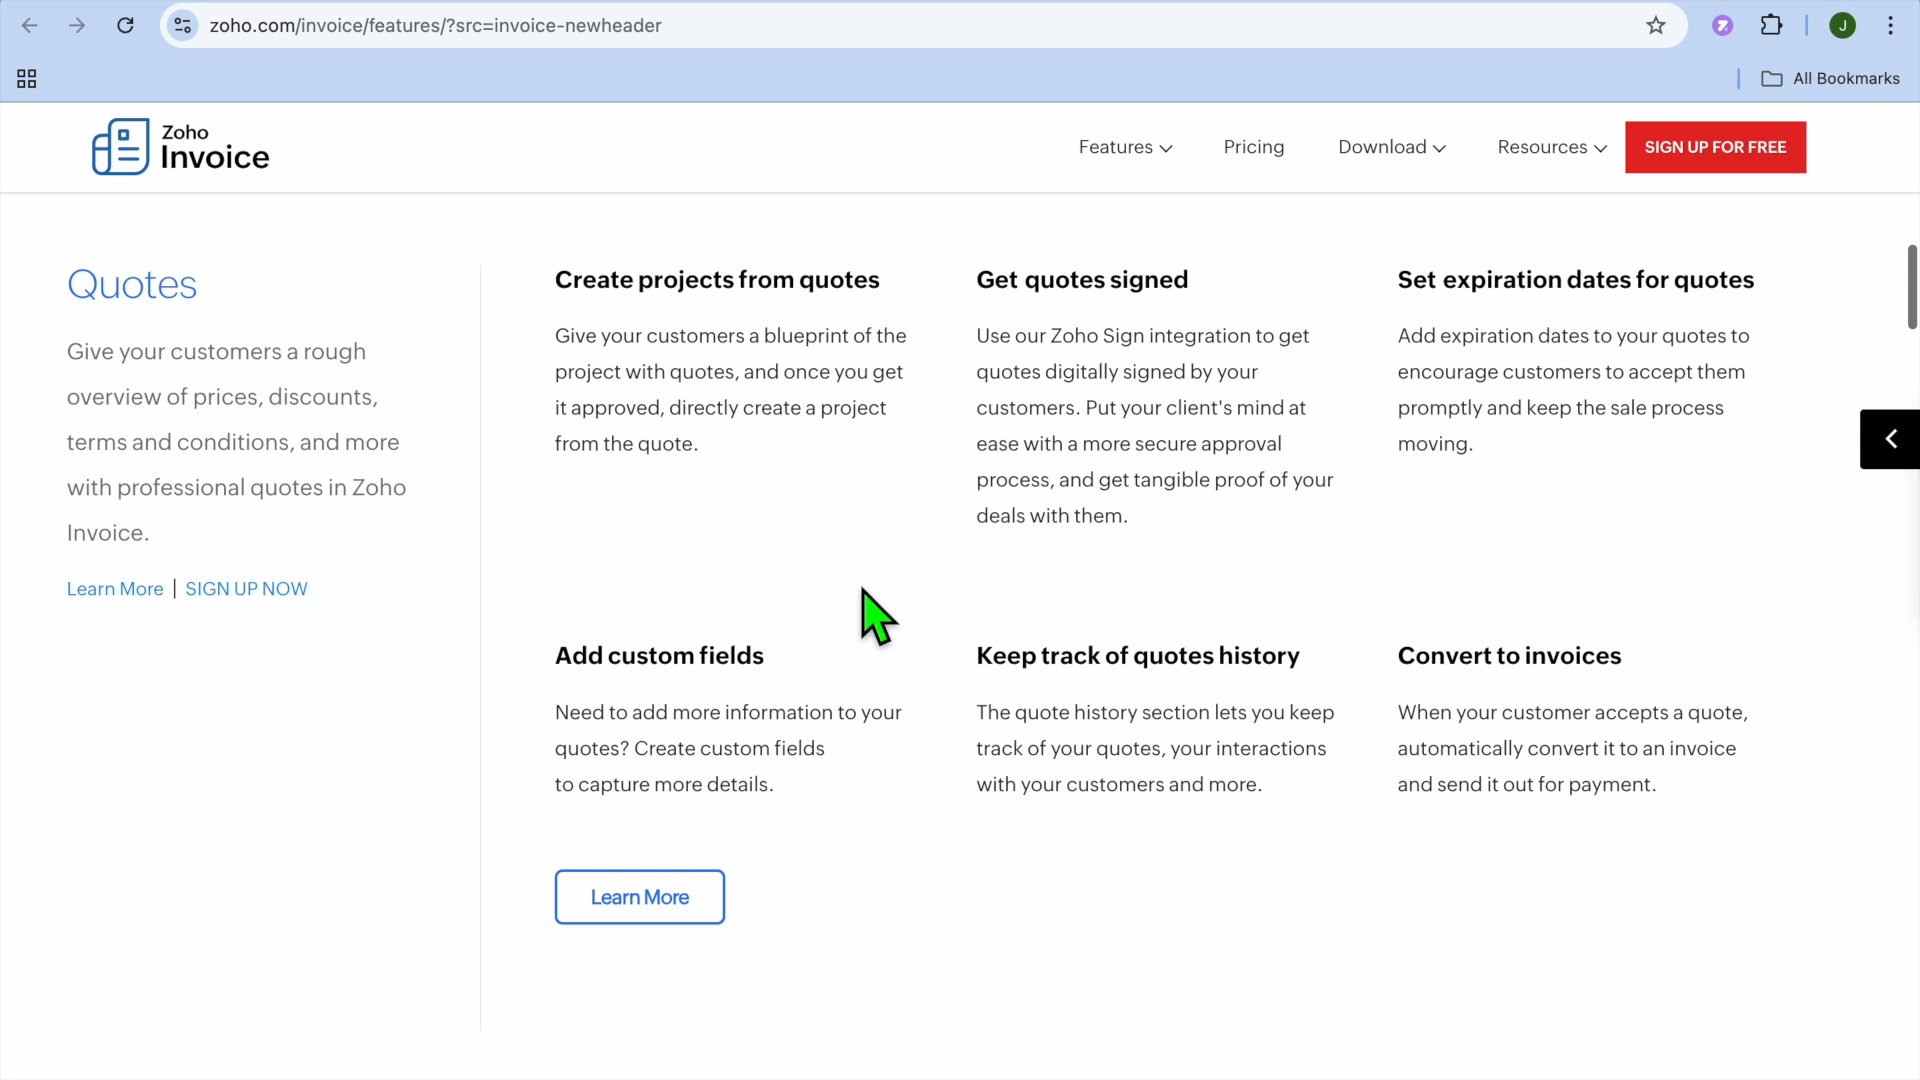 zoho.com/invoice/features/?src=invoice-newheader
J
All Bookmarks
Zoho
Invoice
Features
Pricing
Download
Resources
SIGN UP FOR FREE
Quotes
Give your customers a rough
overview of prices, discounts,
terms and conditions, and more
with professional quotes in Zoho
Invoice.
Learn More | SIGN UP NOW
Create projects from quotes
Give your customers a blueprint of the
project with quotes, and once you get
it approved, directly create a project
from the quote.
Get quotes signed
Use our Zoho Sign integration to get
quotes digitally signed by your
customers. Put your client's mind at
ease with a more secure approval
process, and get tangible proof of your
deals with them.
Set expiration dates for quotes
Add expiration dates to your quotes to
encourage customers to accept them
promptly and keep the sale process
moving.
Add custom fields
Need to add more information to your
quotes? Create custom fields
to capture more details.
Keep track of quotes history
The quote history section lets you keep
track of your quotes, your interactions
with your customers and more.
Convert to invoices
When your customer accepts a quote,
automatically convert it to an invoice
and send it out for payment.
Learn More